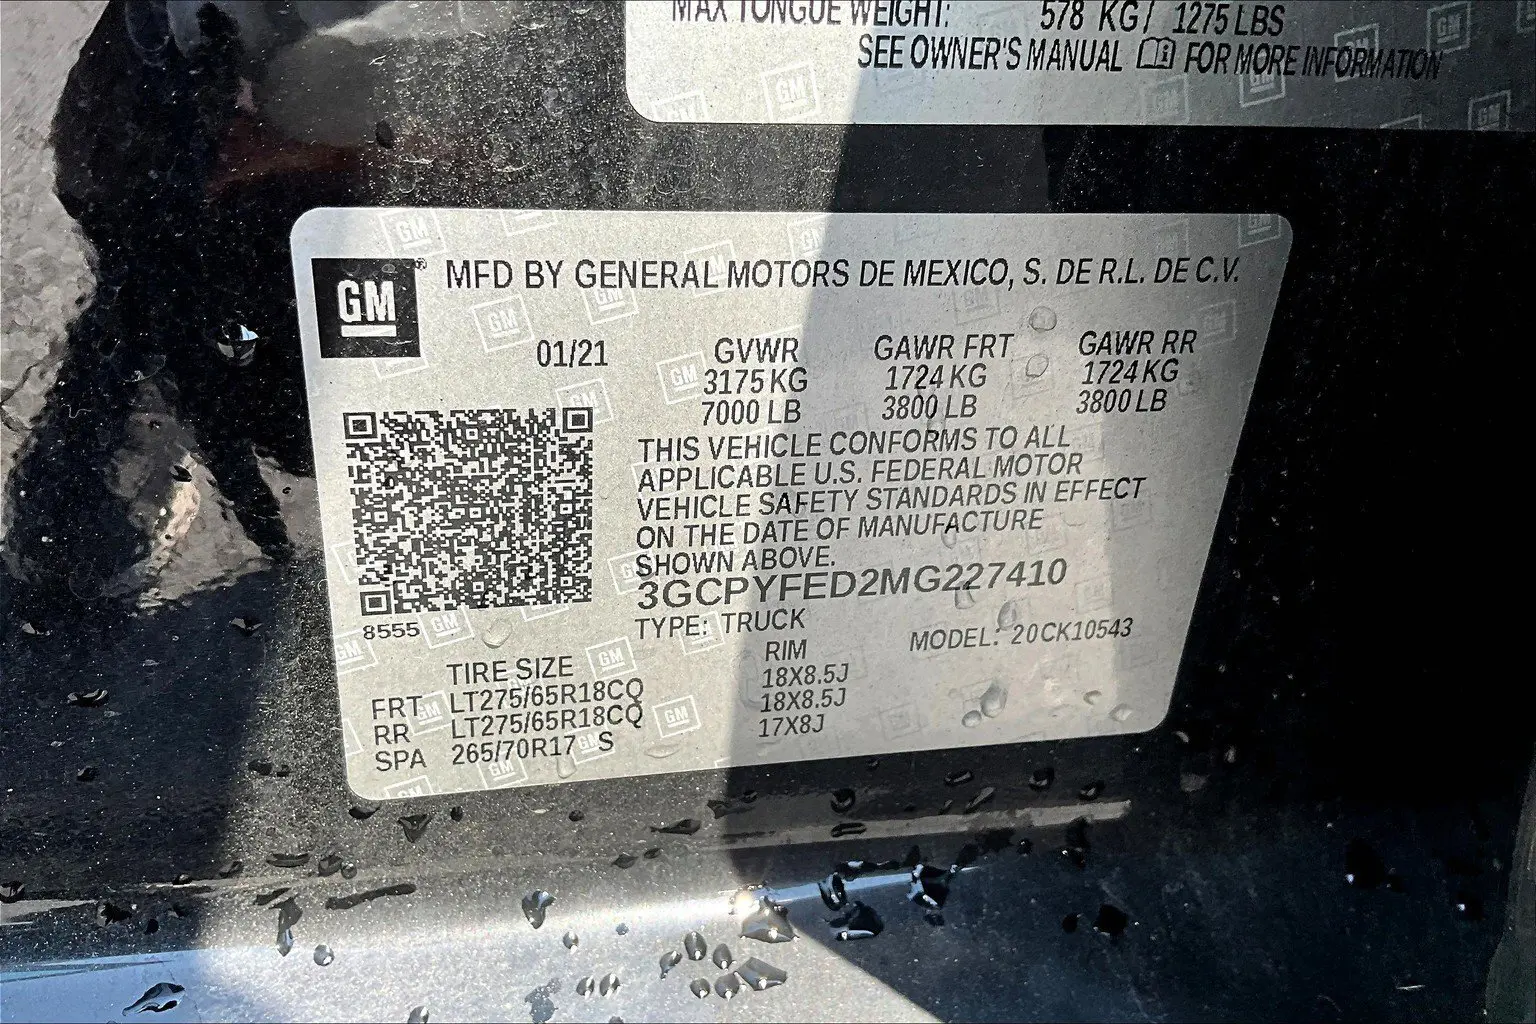 MAX TONGUE WEIGHT: 578 KG / 1275 LBS
SEE OWNER'S MANUAL FOR MORE INFORMATION
GM
MFD BY GENERAL MOTORS DE MEXICO, S. DE R.L. DE C.V.
01/21 GVWR GAWR FRT GAWR RR
3175 KG 1724 KG 1724 KG
7000 LB 3800 LB 3800 LB
THIS VEHICLE CONFORMS TO ALL
APPLICABLE U.S. FEDERAL MOTOR
VEHICLE SAFETY STANDARDS IN EFFECT
ON THE DATE OF MANUFACTURE
SHOWN ABOVE.
3GCPYFED2MG227410
8555
TYPE: TRUCK MODEL: 20CK10543
TIRE SIZE RIM
FRT LT275/65R18CQ 18X8.5J
RR LT275/65R18CQ 18X8.5J
SPA 265/70R17 S 17X8J